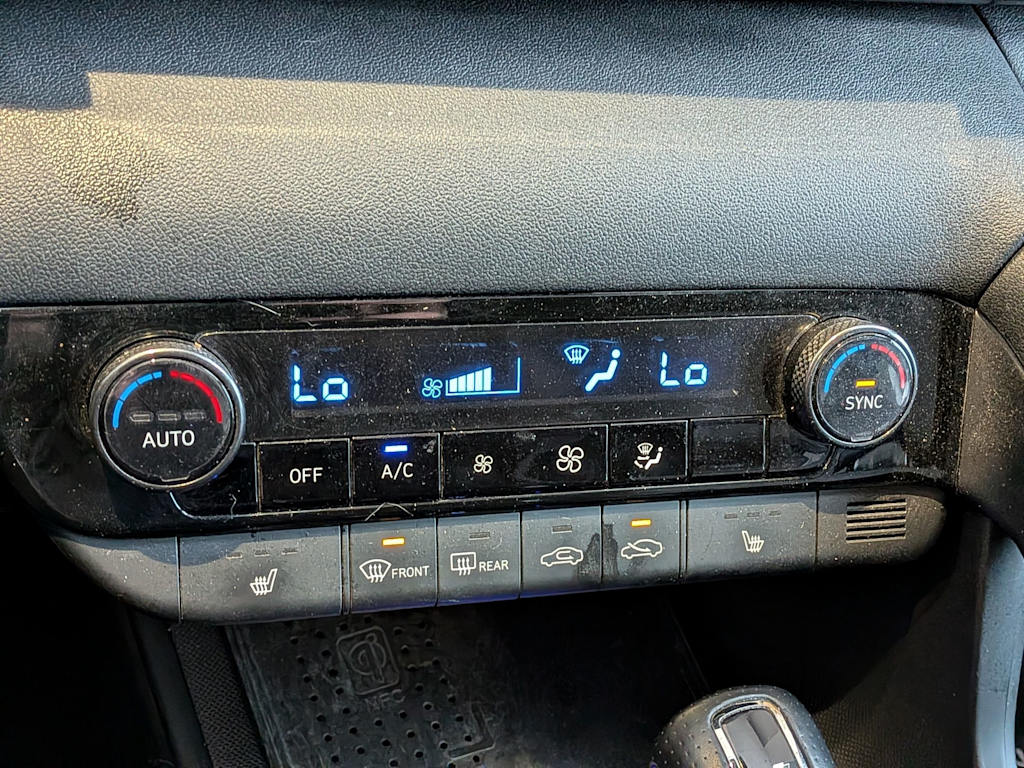 Lo Lo
AUTO
SYNC
OFF A/C
FRONT REAR
NFC